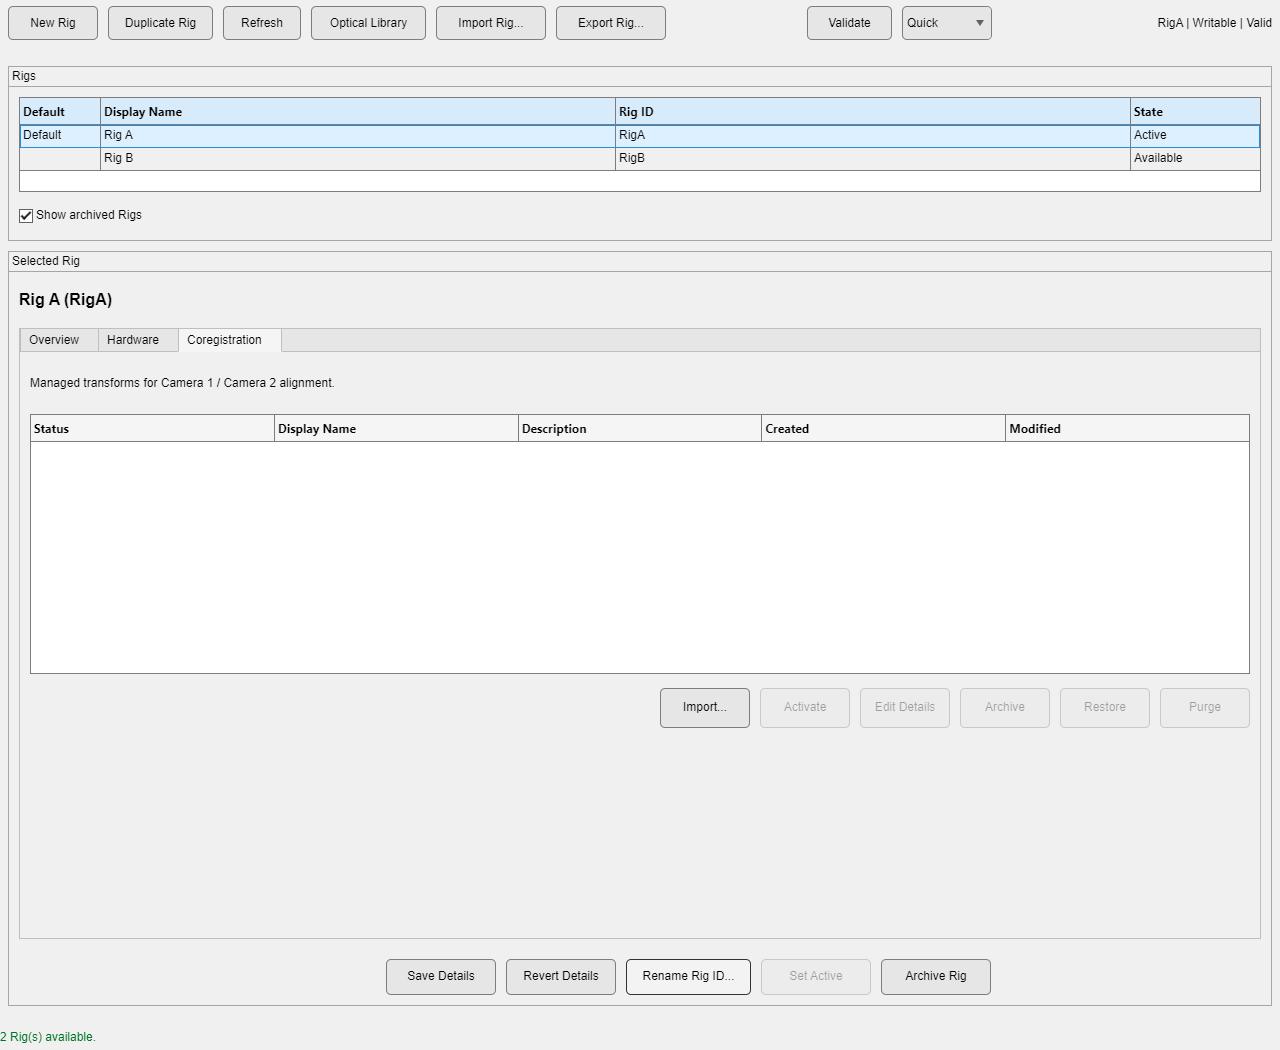 New Rig
Duplicate Rig
Refresh
Optical Library
Import Rig...
Export Rig...
Validate
Quick
RigA | Writable | Valid
Rigs
Default Display Name Rig ID State
Default Rig A RigA Active
Rig B RigB Available
Show archived Rigs
Selected Rig
Rig A (RigA)
Overview Hardware Coregistration
Managed transforms for Camera 1 / Camera 2 alignment.
Status Display Name Description Created Modified
Import...
Activate
Edit Details
Archive
Restore
Purge
Save Details
Revert Details
Rename Rig ID...
Set Active
Archive Rig
2 Rig(s) available.